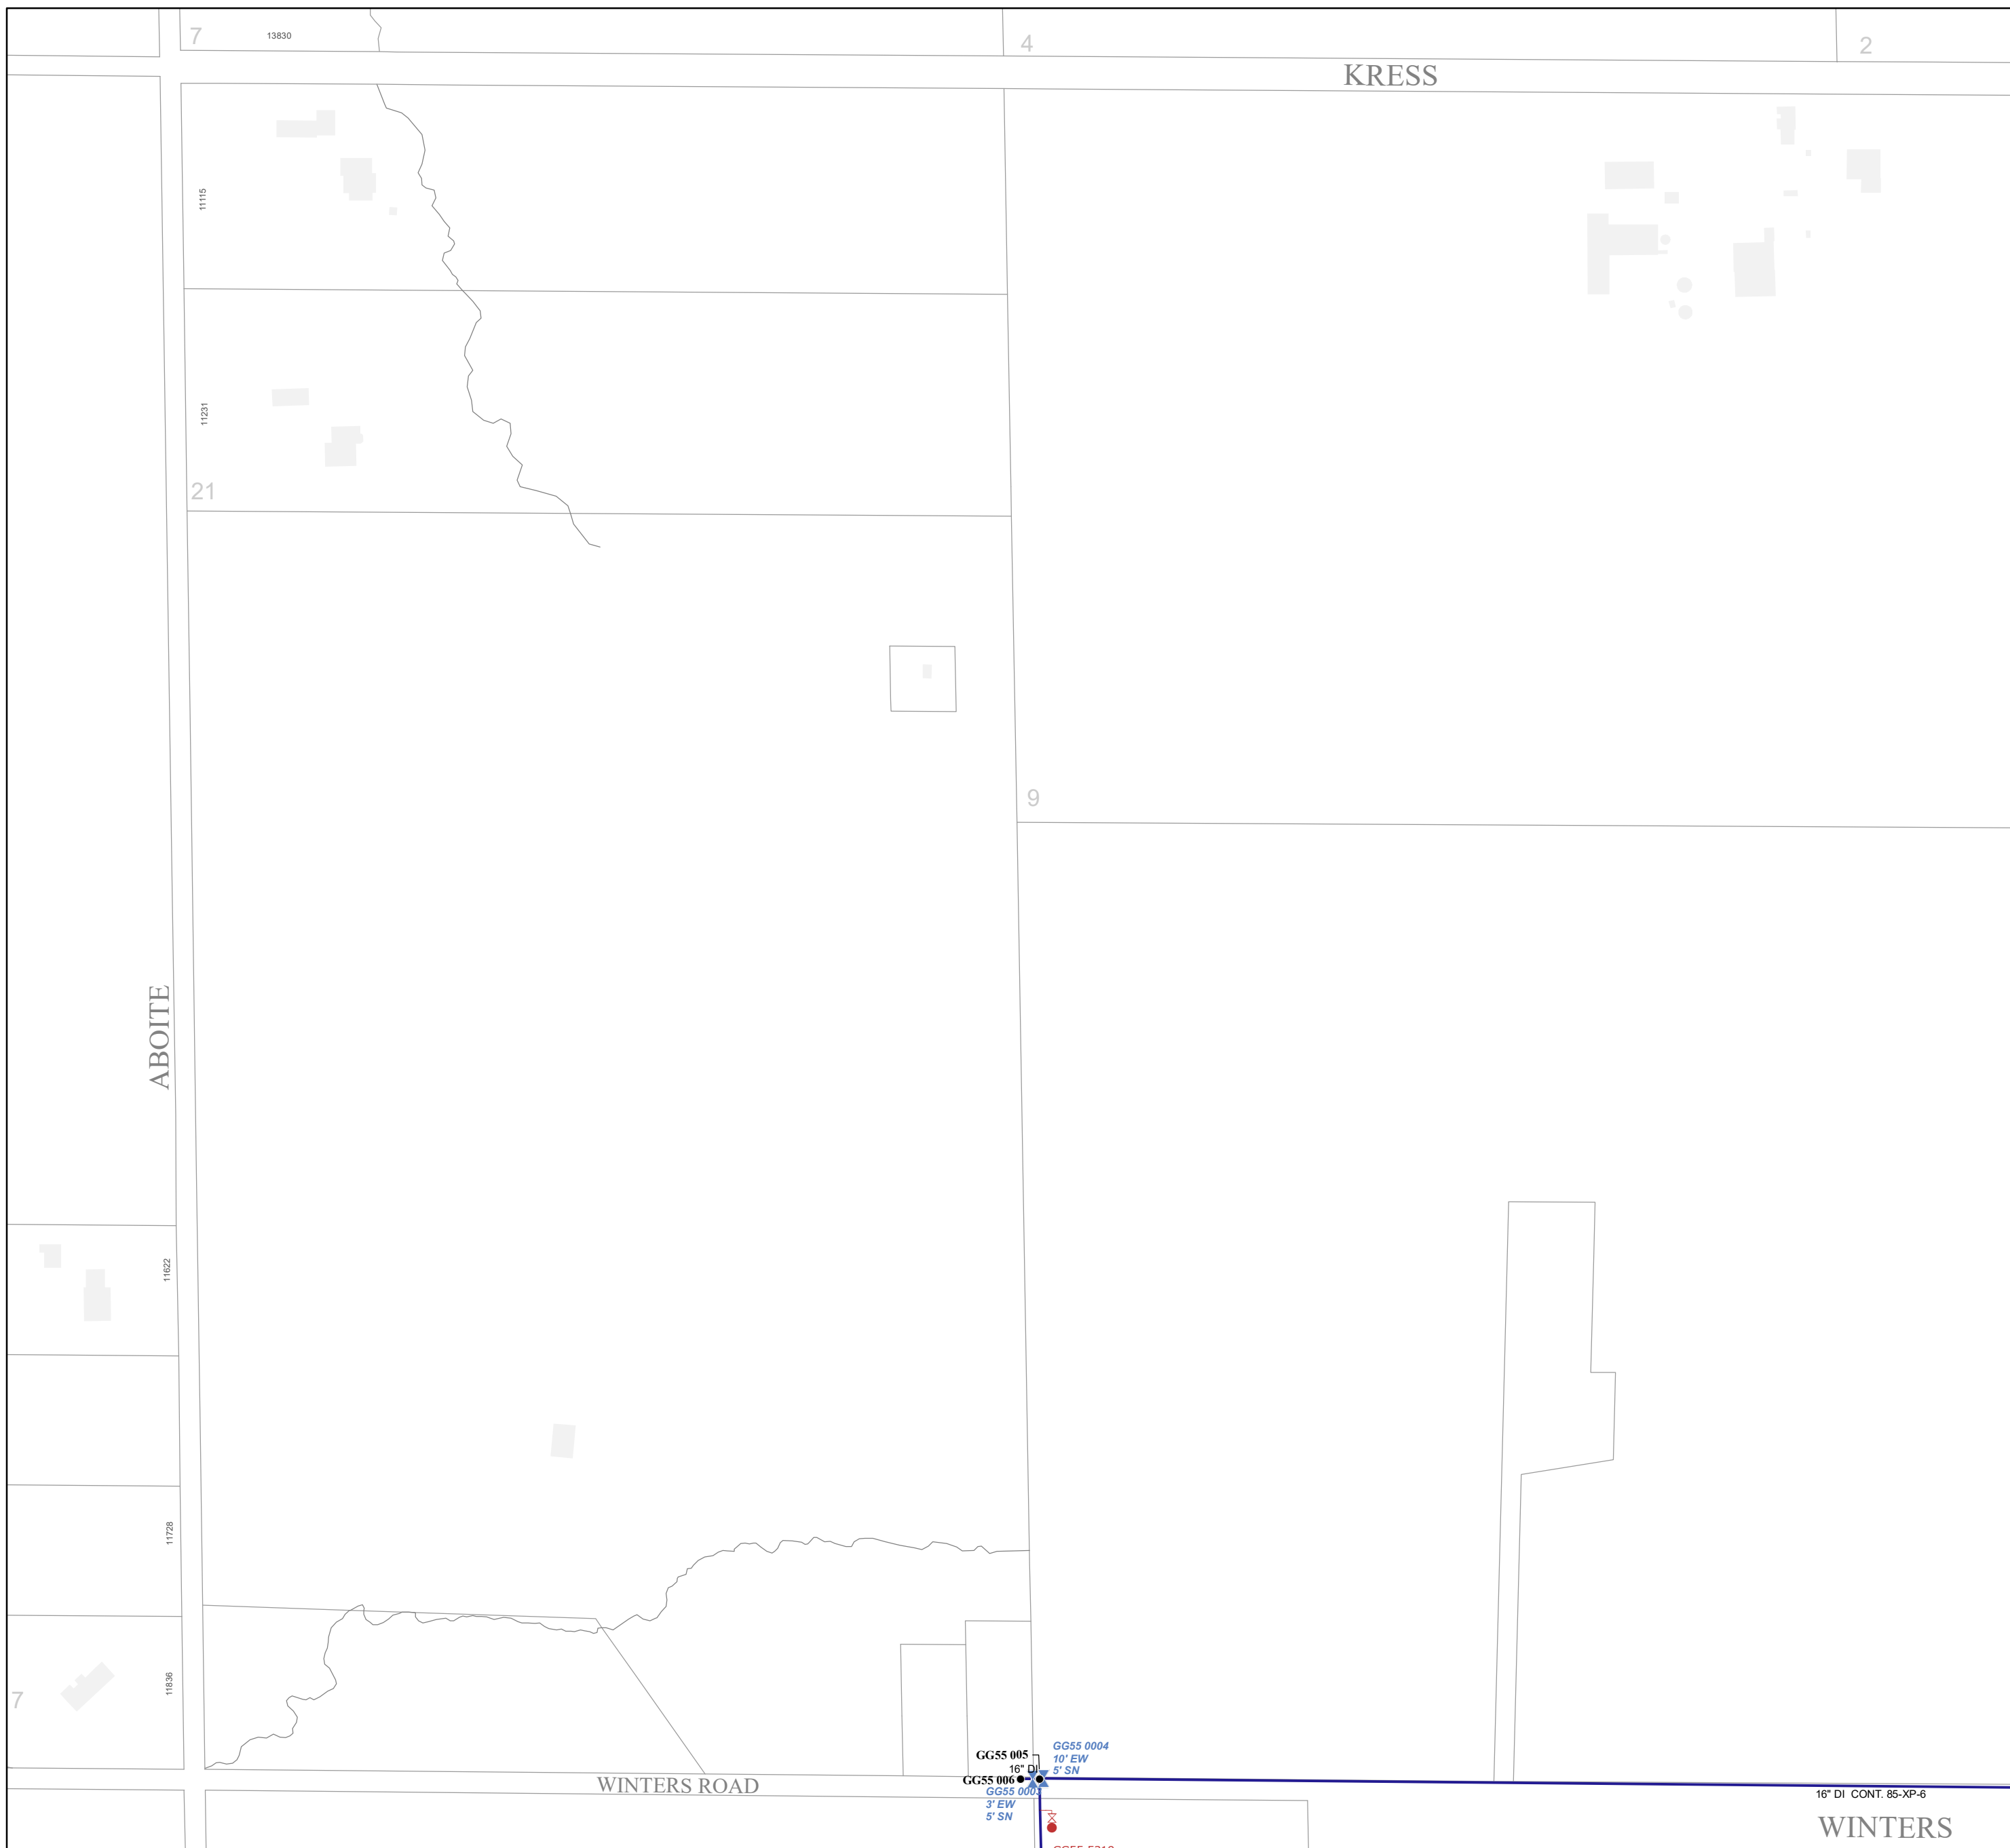 7
13830
4
2
KRESS
11115
11231
21
9
ABOITE
11622
11728
11836
7
GG55 0004
10' EW
5' SN
GG55 005
16" DI
GG55 006
GG55 0003
3' EW
5' SN
WINTERS ROAD
16" DI CONT. 85-XP-6
WINTERS